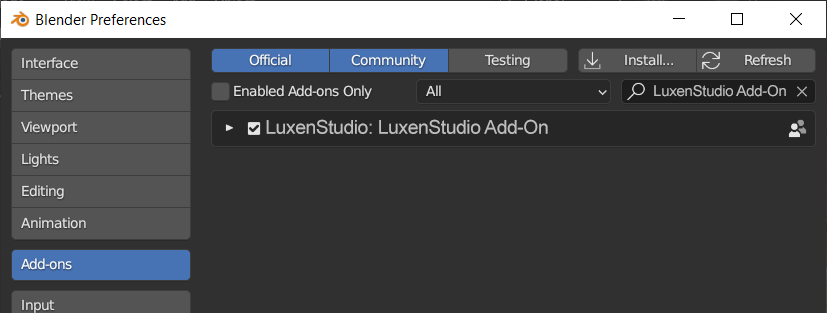 Blender Preferences
Interface
Themes
Viewport
Lights
Editing
Animation
Add-ons
Input
Official Community Testing Install... Refresh
Enabled Add-ons Only All LuxenStudio Add-On
LuxenStudio: LuxenStudio Add-On